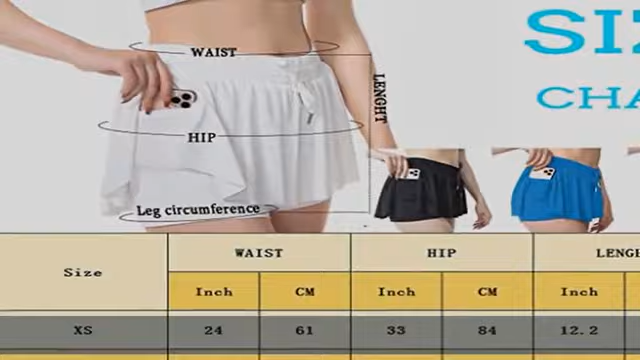 SIZ
CHA
WAIST
LENGHT
HIP
Leg circumference
Size WAIST HIP LENG
Inch CM Inch CM Inch
XS 24 61 33 84 12.2